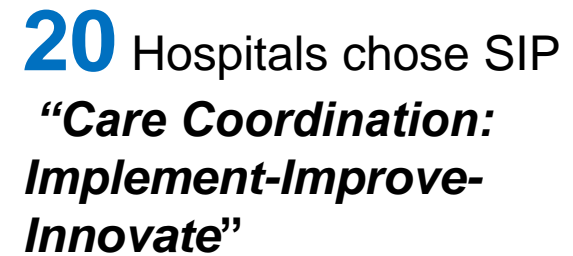 20 Hospitals chose SIP
“Care Coordination:
Implement-Improve-
Innovate”